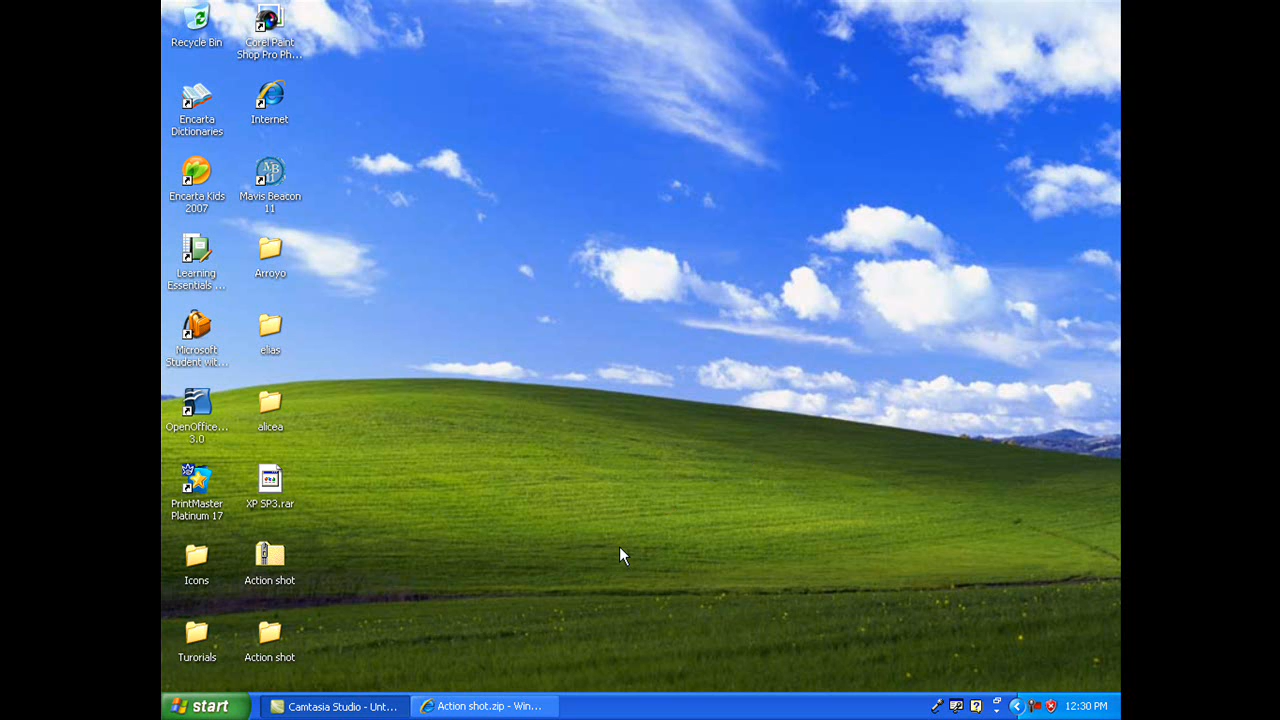 Recycle Bin
Corel Paint
Shop Pro Ph...
Encarta
Dictionaries
Internet
Encarta Kids
2007
Mavis Beacon
11
Learning
Essentials ...
Arroyo
Microsoft
Student wit...
elias
OpenOffice...
3.0
alicea
PrintMaster
Platinum 17
XP SP3.rar
Icons
Action shot
Turorials
Action shot
start
Camtasia Studio - Unt...
Action shot.zip - Win...
12:30 PM